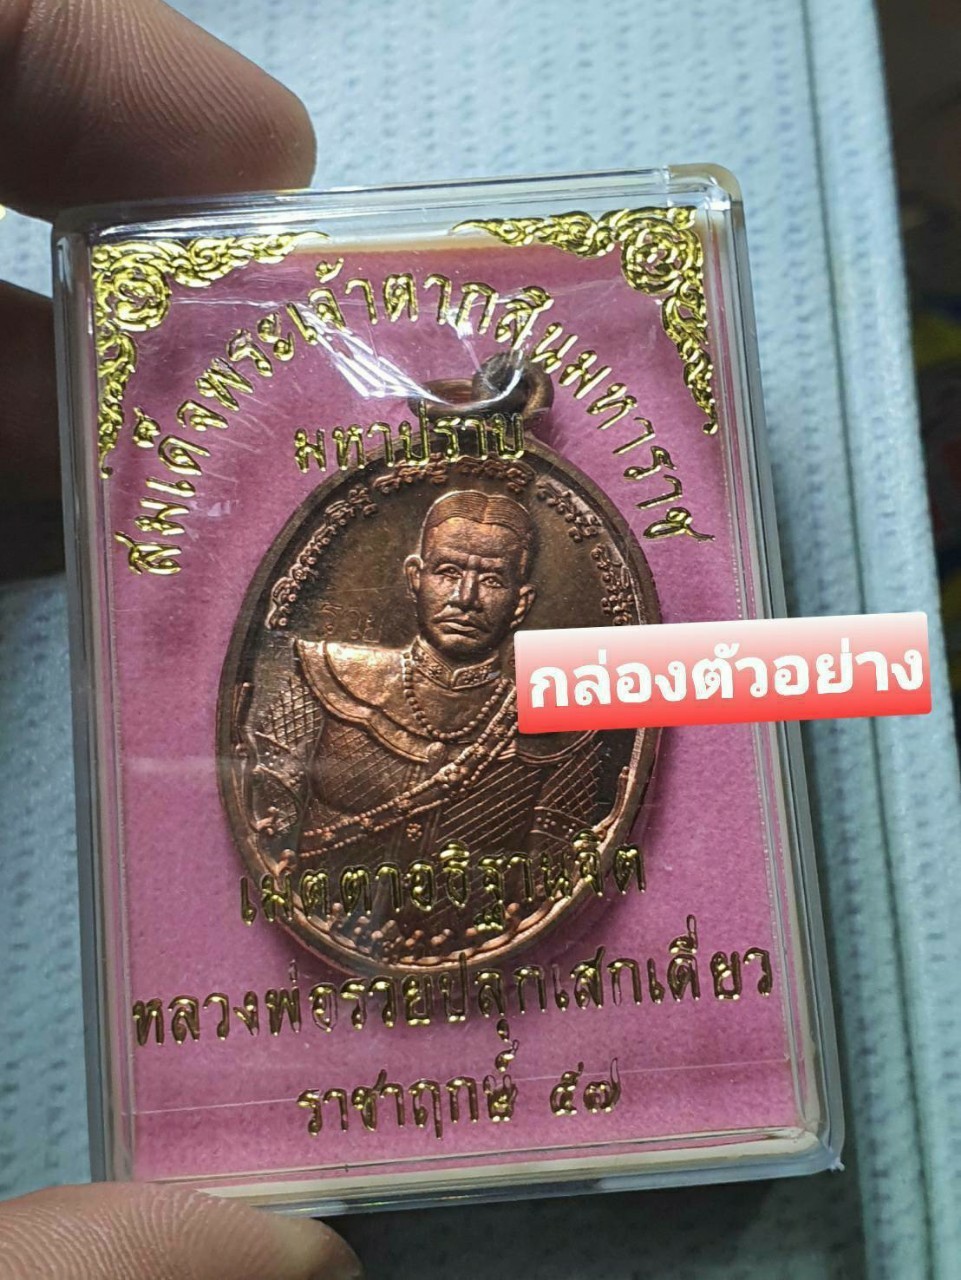 สมเด็จพระเจ้าตากสินมหาราช
มหาปราบ
กล่องตัวอย่าง
เมตตาอธิฐานจิต
หลวงพ่อรวยปลุกเสกเดี่ยว
ราชาฤกษ์ ๕๗